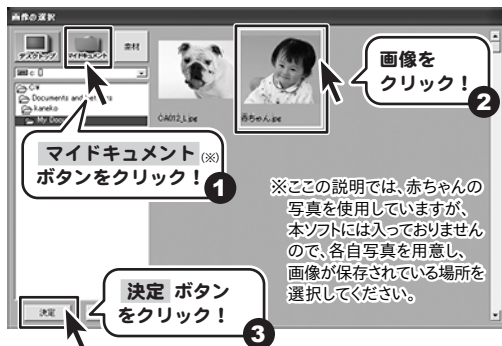 画像の選択
デスクトップ
マイドキュメント
素材
c: []
C:¥
Documents and Settings
kaneko
My Doc
CA012_L.jpe
赤ちゃん.jpe
画像を
クリック！
2
マイドキュメント (※)
ボタンをクリック！
1
※ここの説明では、赤ちゃんの
写真を使用していますが、
本ソフトには入っておりません
ので、各自写真を用意し、
画像が保存されている場所を
選択してください。
決定
決定 ボタン
をクリック！
3